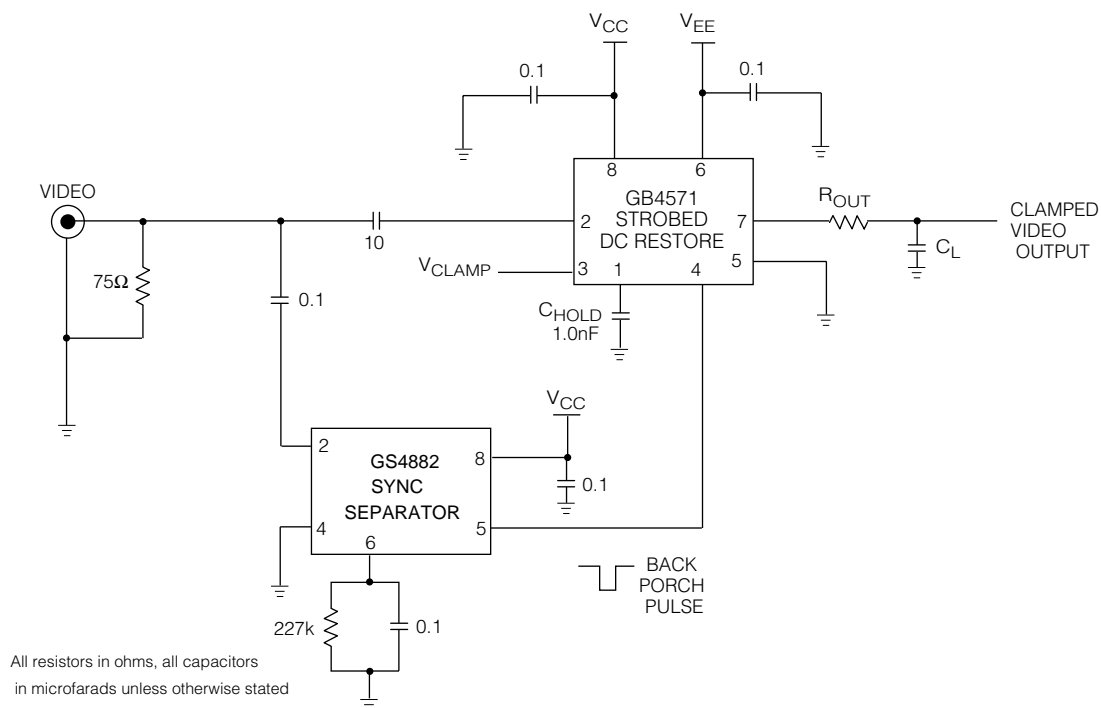 VCC
VEE
0.1
0.1
8
6
VIDEO
GB4571
STROBED
DC RESTORE
2
7
ROUT
CLAMPED
VIDEO
OUTPUT
10
VCLAMP
3
1
4
5
CL
75Ω
0.1
CHOLD
1.0nF
VCC
2
GS4882
SYNC
SEPARATOR
8
0.1
4
5
6
BACK
PORCH
PULSE
227k
0.1
All resistors in ohms, all capacitors
in microfarads unless otherwise stated